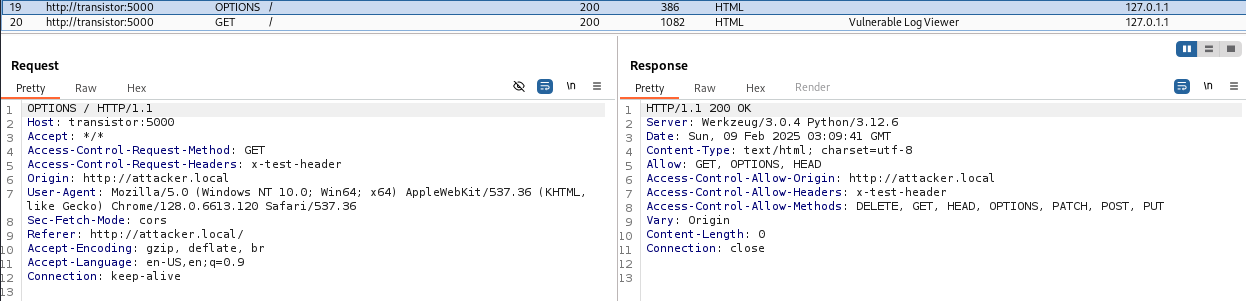 19 http://transistor:5000 OPTIONS / 200 386 HTML 127.0.1.1
20 http://transistor:5000 GET / 200 1082 HTML Vulnerable Log Viewer 127.0.1.1
Request
Pretty Raw Hex \n
1 OPTIONS / HTTP/1.1
2 Host: transistor:5000
3 Accept: */*
4 Access-Control-Request-Method: GET
5 Access-Control-Request-Headers: x-test-header
6 Origin: http://attacker.local
7 User-Agent: Mozilla/5.0 (Windows NT 10.0; Win64; x64) AppleWebKit/537.36 (KHTML,
like Gecko) Chrome/128.0.6613.120 Safari/537.36
8 Sec-Fetch-Mode: cors
9 Referer: http://attacker.local/
10 Accept-Encoding: gzip, deflate, br
11 Accept-Language: en-US,en;q=0.9
12 Connection: keep-alive
13
Response
Pretty Raw Hex Render \n
1 HTTP/1.1 200 OK
2 Server: Werkzeug/3.0.4 Python/3.12.6
3 Date: Sun, 09 Feb 2025 03:09:41 GMT
4 Content-Type: text/html; charset=utf-8
5 Allow: GET, OPTIONS, HEAD
6 Access-Control-Allow-Origin: http://attacker.local
7 Access-Control-Allow-Headers: x-test-header
8 Access-Control-Allow-Methods: DELETE, GET, HEAD, OPTIONS, PATCH, POST, PUT
9 Vary: Origin
10 Content-Length: 0
11 Connection: close
12
13